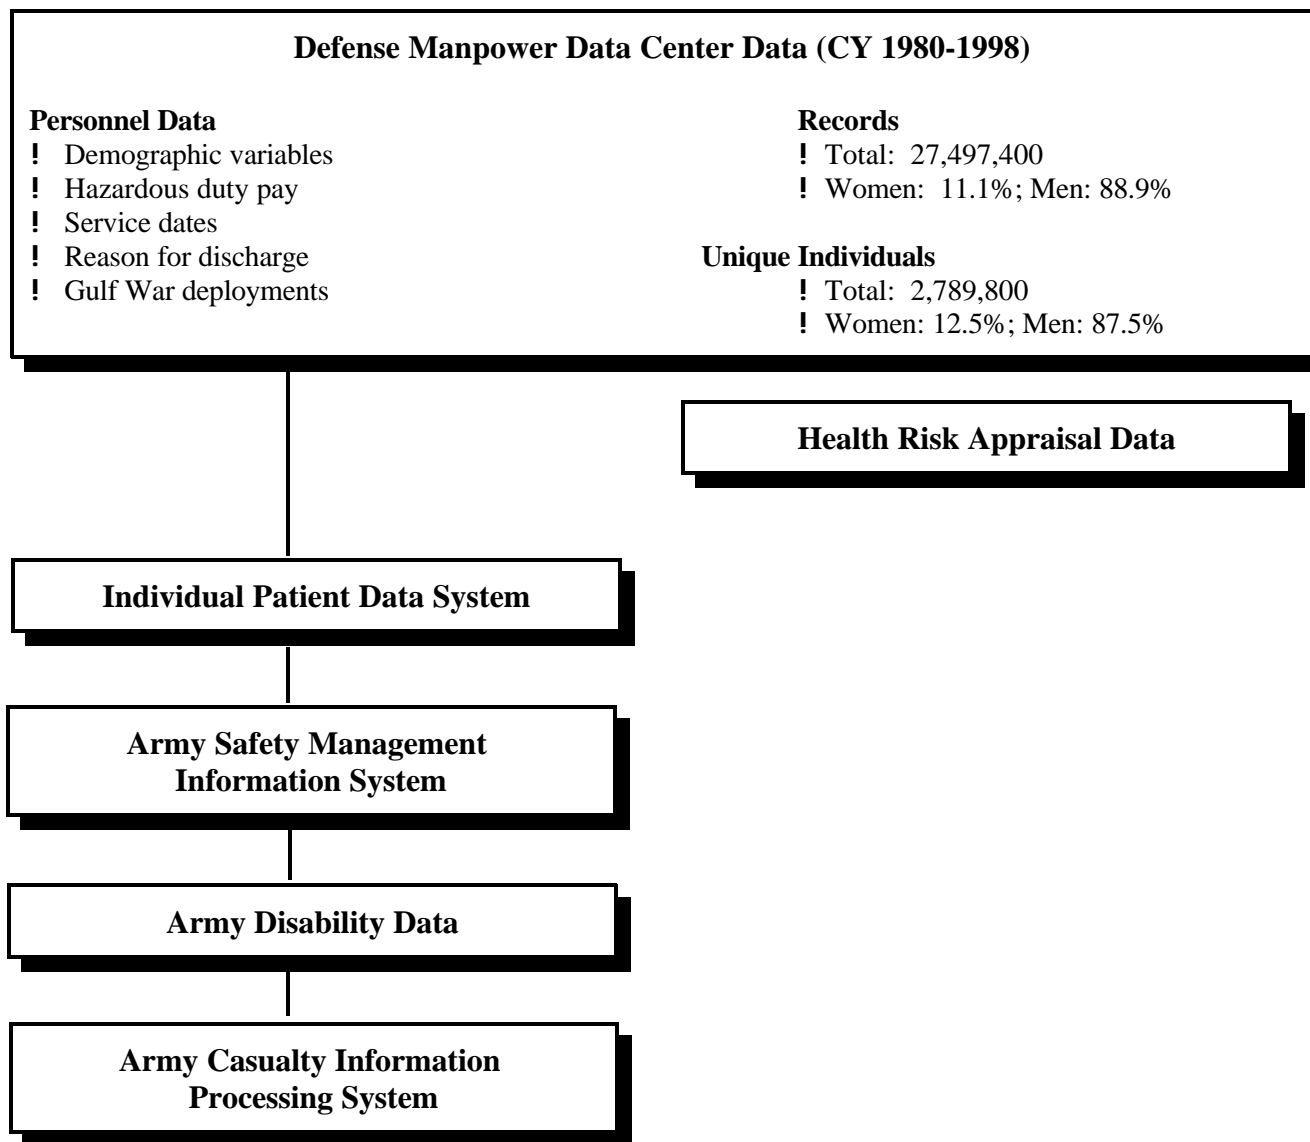 Defense Manpower Data Center Data (CY 1980-1998)
Personnel Data
! Demographic variables
! Hazardous duty pay
! Service dates
! Reason for discharge
! Gulf War deployments
Records
! Total: 27,497,400
! Women: 11.1%; Men: 88.9%
Unique Individuals
! Total: 2,789,800
! Women: 12.5%; Men: 87.5%
Health Risk Appraisal Data
Individual Patient Data System
Army Safety Management
Information System
Army Disability Data
Army Casualty Information
Processing System